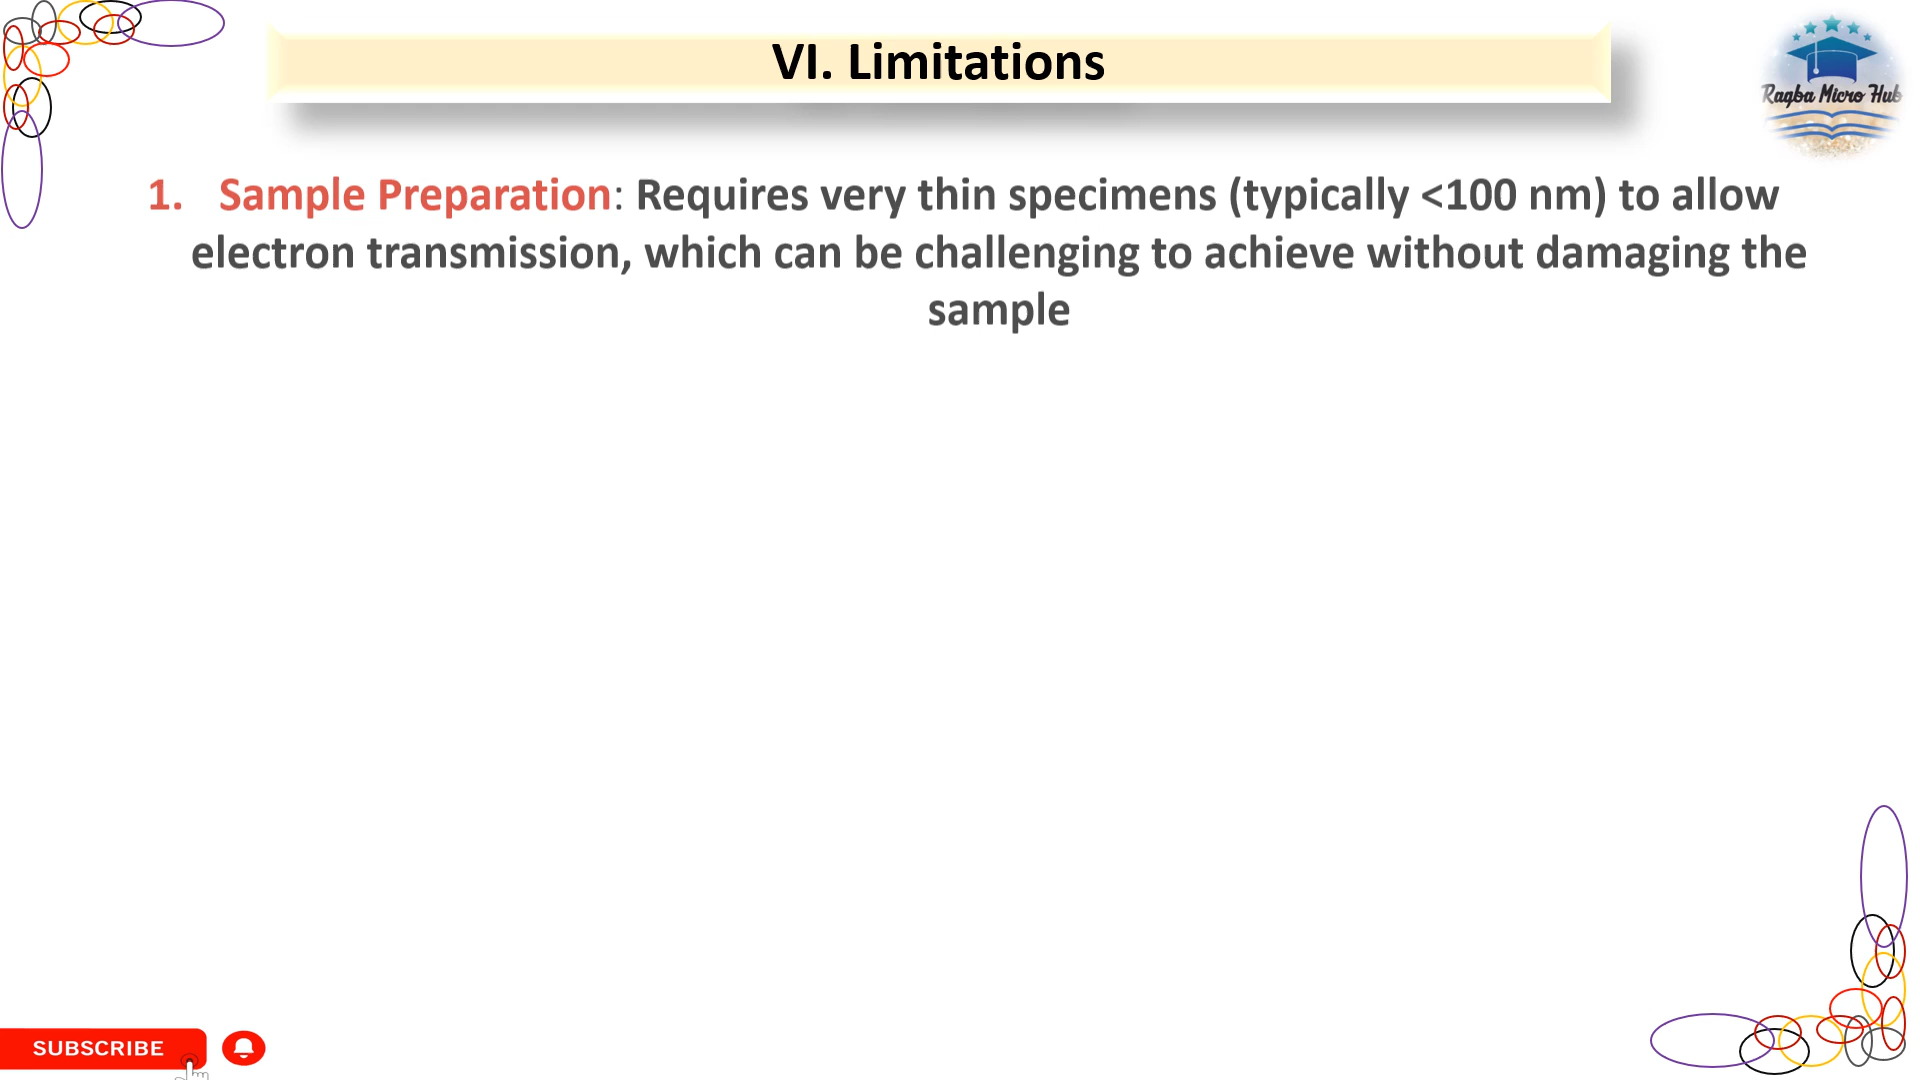 VI. Limitations
Raqba Micro Hub
1. Sample Preparation: Requires very thin specimens (typically <100 nm) to allow
electron transmission, which can be challenging to achieve without damaging the
sample
SUBSCRIBE